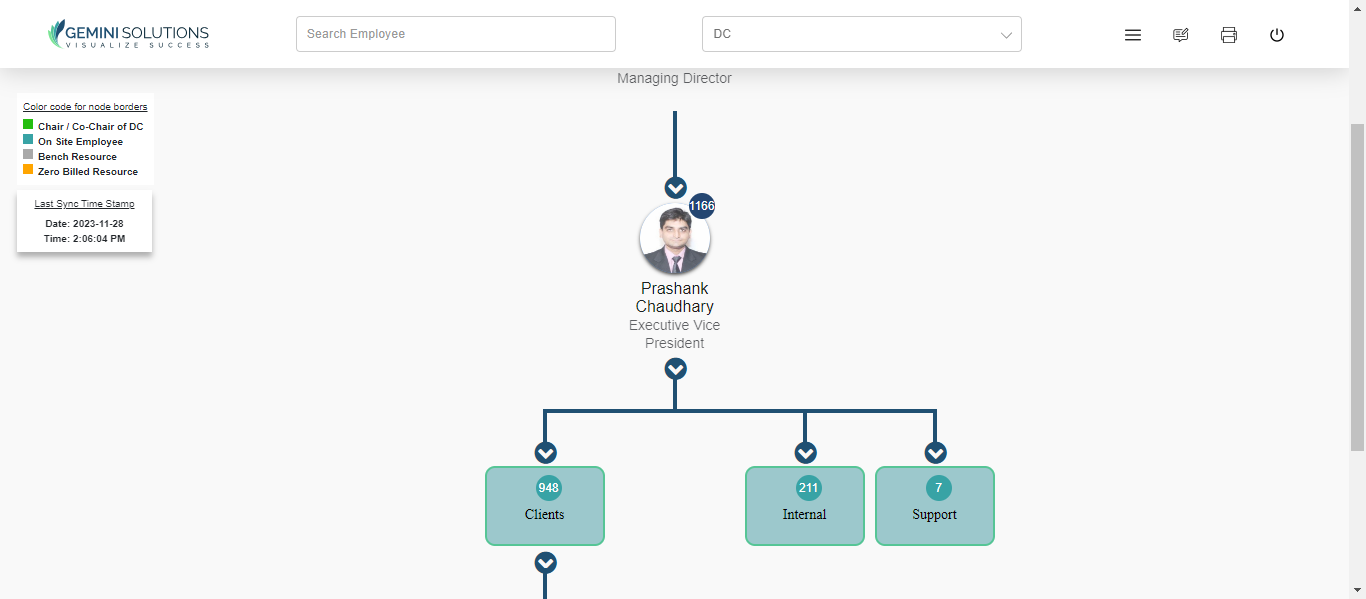 GEMINI SOLUTIONS
VISUALIZE SUCCESS
Search Employee
DC
Managing Director
Color code for node borders
Chair / Co-Chair of DC
On Site Employee
Bench Resource
Zero Billed Resource
Last Sync Time Stamp
Date: 2023-11-28
Time: 2:06:04 PM
1166
Prashank
Chaudhary
Executive Vice
President
948
Clients
211
Internal
7
Support